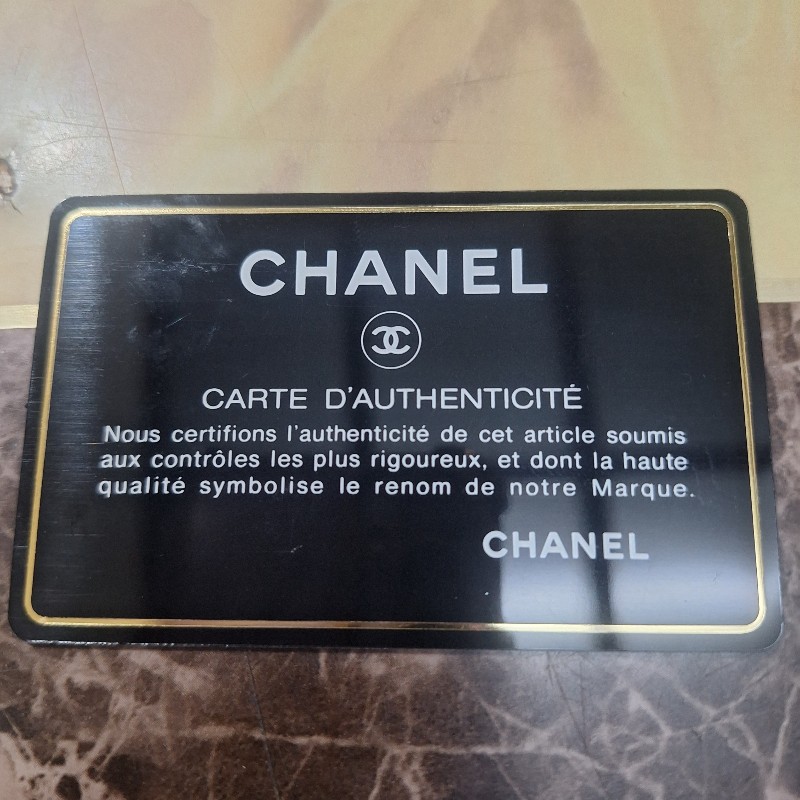 CHANEL
CARTE D'AUTHENTICITÉ
Nous certifions l'authenticité de cet article soumis
aux contrôles les plus rigoureux, et dont la haute
qualité symbolise le renom de notre Marque.
CHANEL